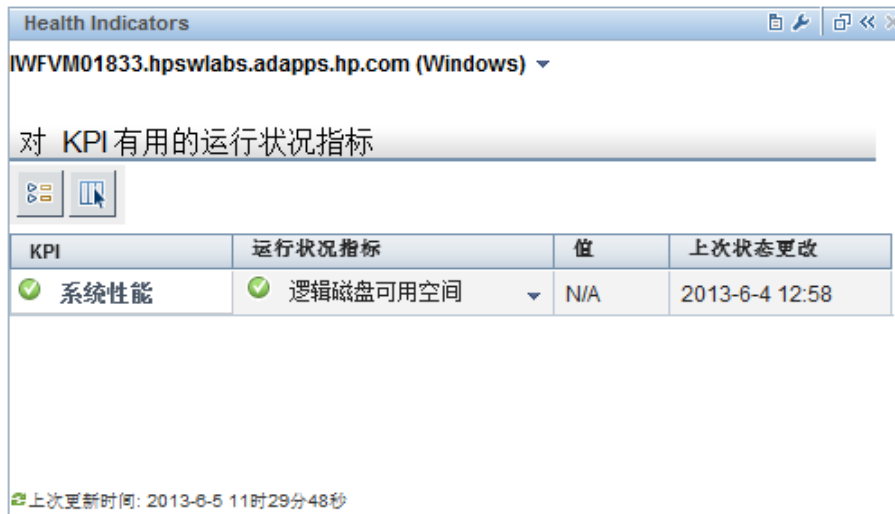 Health Indicators
IWFVM01833.hpswlabs.adapps.hp.com (Windows)
对 KPI 有用的运行状况指标
KPI 运行状况指标 值 上次状态更改
系统性能 逻辑磁盘可用空间 N/A 2013-6-4 12:58
上次更新时间: 2013-6-5 11时29分48秒